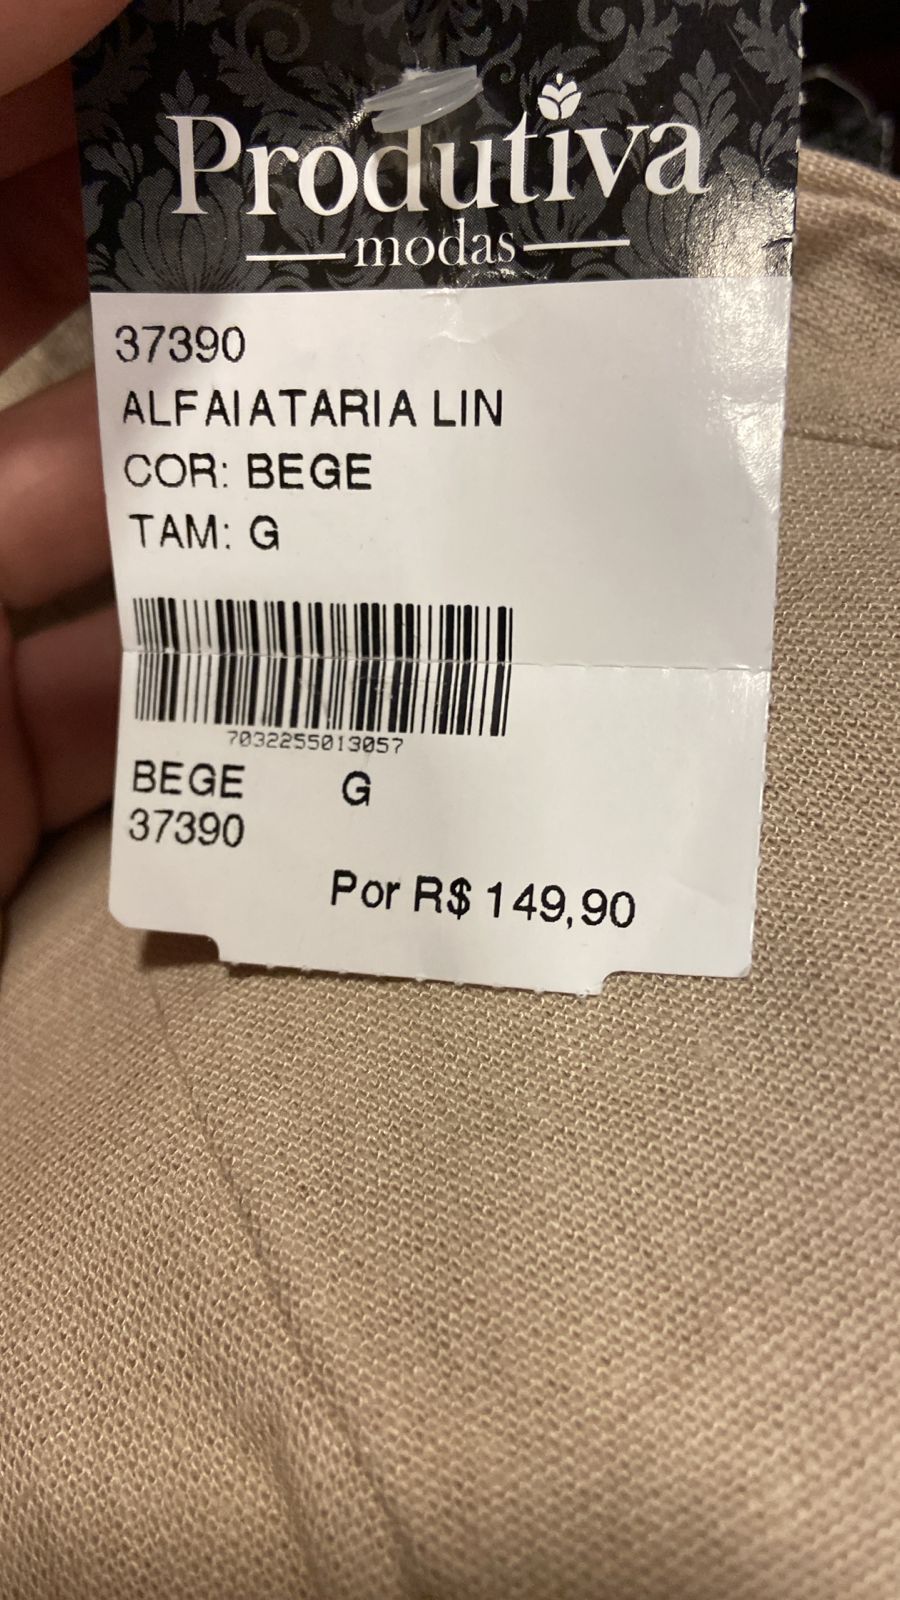 Produtiva
modas
37390
ALFAIATARIA LIN
COR: BEGE
TAM: G
7032255013057
BEGE G
37390
Por R$ 149,90